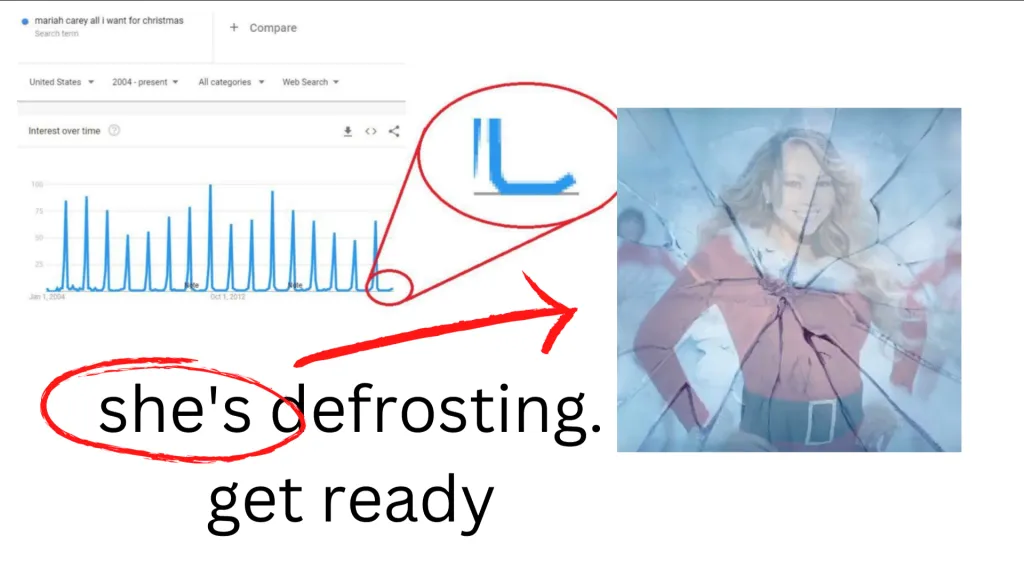 mariah carey all i want for christmas
Search term
+ Compare
United States
2004 - present
All categories
Web Search
Interest over time
100
75
50
25
Note
Note
Jan 1, 2004
Oct 1, 2012
she's defrosting.
get ready